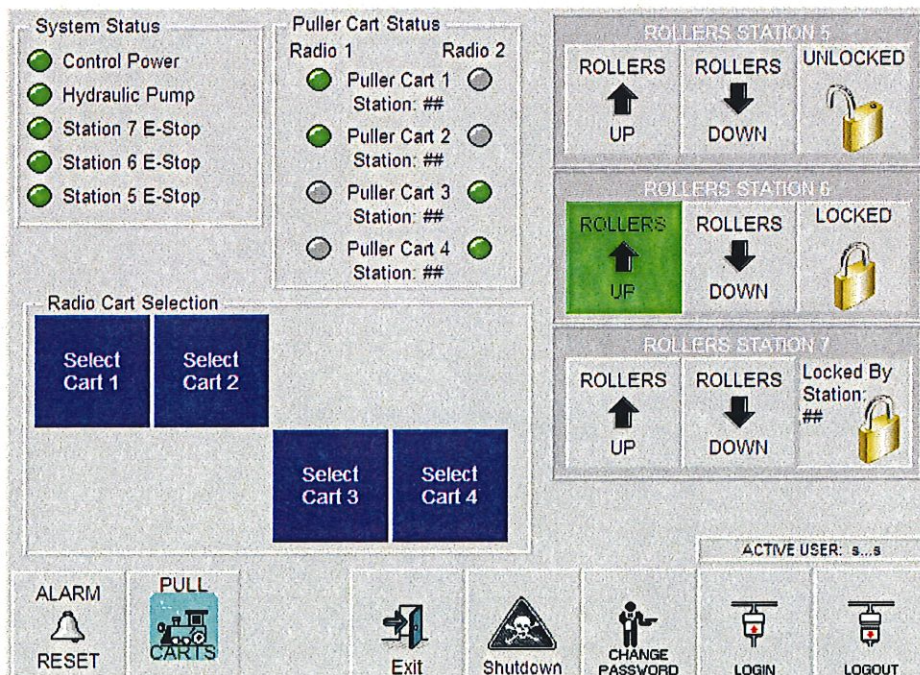 System Status
Control Power
Hydraulic Pump
Station 7 E-Stop
Station 6 E-Stop
Station 5 E-Stop
Puller Cart Status
Radio 1 Radio 2
Puller Cart 1
Station: ##
Puller Cart 2
Station: ##
Puller Cart 3
Station: ##
Puller Cart 4
Station: ##
ROLLERS STATION 5
ROLLERS ROLLERS UNLOCKED
UP DOWN
ROLLERS STATION 6
ROLLERS ROLLERS LOCKED
UP DOWN
ROLLERS STATION 7
ROLLERS ROLLERS Locked By
Station:
##
UP DOWN
Radio Cart Selection
Select
Cart 1
Select
Cart 2
Select
Cart 3
Select
Cart 4
ACTIVE USER: s...s
ALARM
RESET
PULL
CARTS
Exit
Shutdown
CHANGE
PASSWORD
LOGIN
LOGOUT